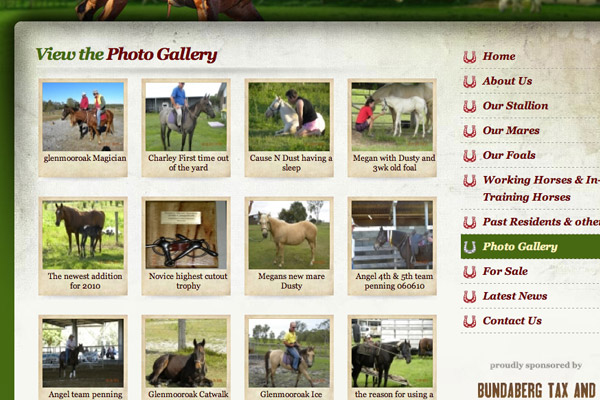 View the Photo Gallery
glenmooroak Magician
Charley First time out
of the yard
Cause N Dust having a
sleep
Megan with Dusty and
3wk old foal
The newest addition
for 2010
Novice highest cutout
trophy
Megans new mare
Dusty
Angel 4th & 5th team
penning 060610
Angel team penning
Glenmooroak Catwalk
Glenmooroak Ice
the reason for using a
Home
About Us
Our Stallion
Our Mares
Our Foals
Working Horses & In-
Training Horses
Past Residents & othe
Photo Gallery
For Sale
Latest News
Contact Us
proudly sponsored by
BUNDABERG TAX AND